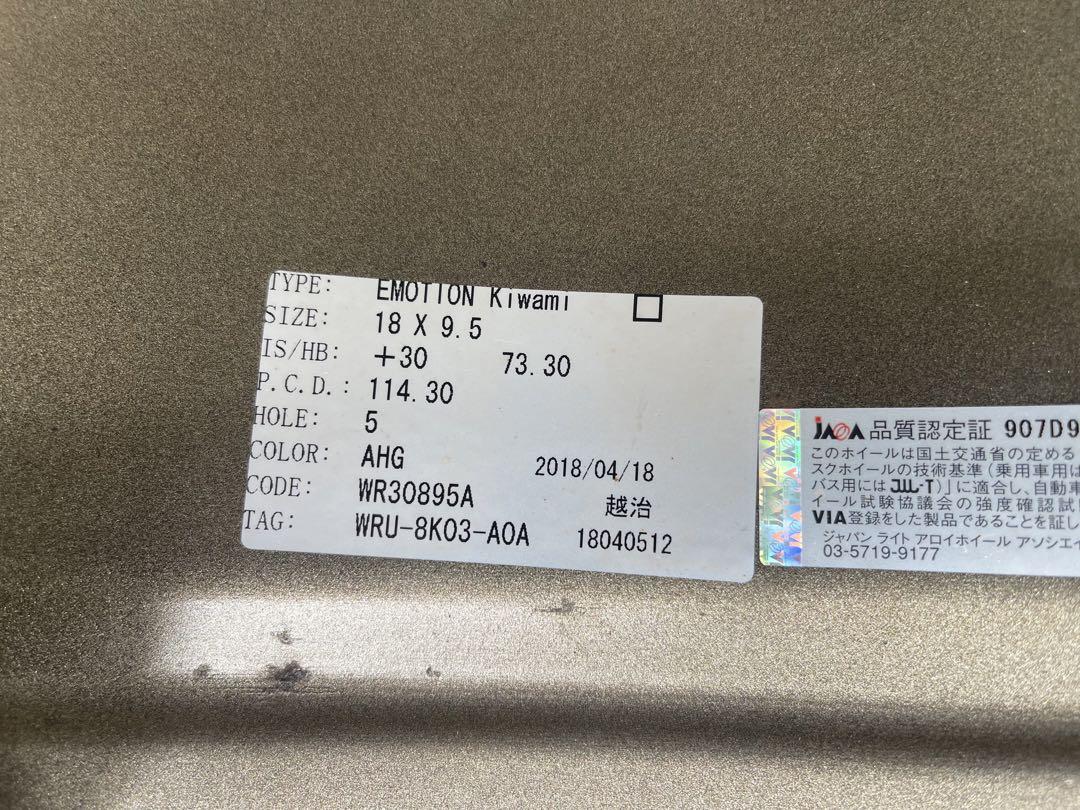 TYPE: EMOTION Kiwami
SIZE: 18 X 9.5
IS/HB: +30 73.30
P.C.D.: 114.30
HOLE: 5
COLOR: AHG 2018/04/18
CODE: WR30895A 越治
TAG: WRU-8K03-A0A 18040512
JAWA 品質認定証 907D9
このホイールは国土交通省の定める
スクホイールの技術基準(乗用車用は
バス用には JWL-T)」に適合し、自動車
イール試験協議会の強度確認試
VIA登録をした製品であることを証し
ジャパン ライト アロイホイール アソシエイ
03-5719-9177